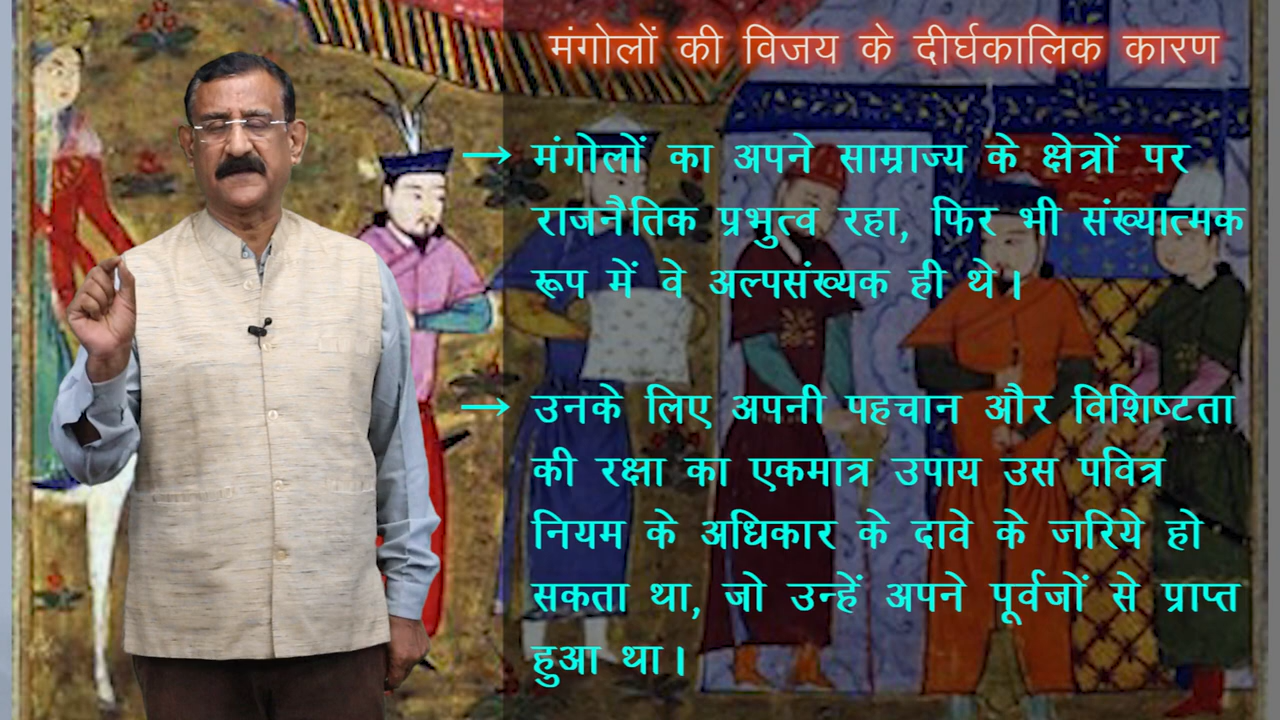 मंगोलों की विजय के दीर्घकालिक कारण
→ मंगोलों का अपने साम्राज्य के क्षेत्रों पर
राजनैतिक प्रभुत्व रहा, फिर भी संख्यात्मक
रूप में वे अल्पसंख्यक ही थे।
→ उनके लिए अपनी पहचान और विशिष्टता
की रक्षा का एकमात्र उपाय उस पवित्र
नियम के अधिकार के दावे के जरिये हो
सकता था, जो उन्हें अपने पूर्वजों से प्राप्त
हुआ था।